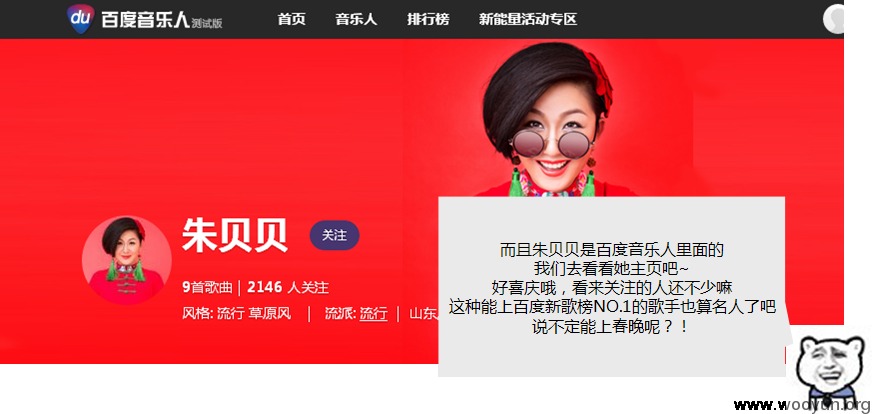 du 百度音乐人测试版 首页 音乐人 排行榜 新能量活动专区
朱贝贝 关注
9首歌曲 | 2146 人关注
风格: 流行 草原风 | 流派: 流行 | 山东
而且朱贝贝是百度音乐人里面的
我们去看看她主页吧~
好喜庆哦，看来关注的人还不少嘛
这种能上百度新歌榜NO.1的歌手也算名人了吧
说不定能上春晚呢？！
www.wooyun.org